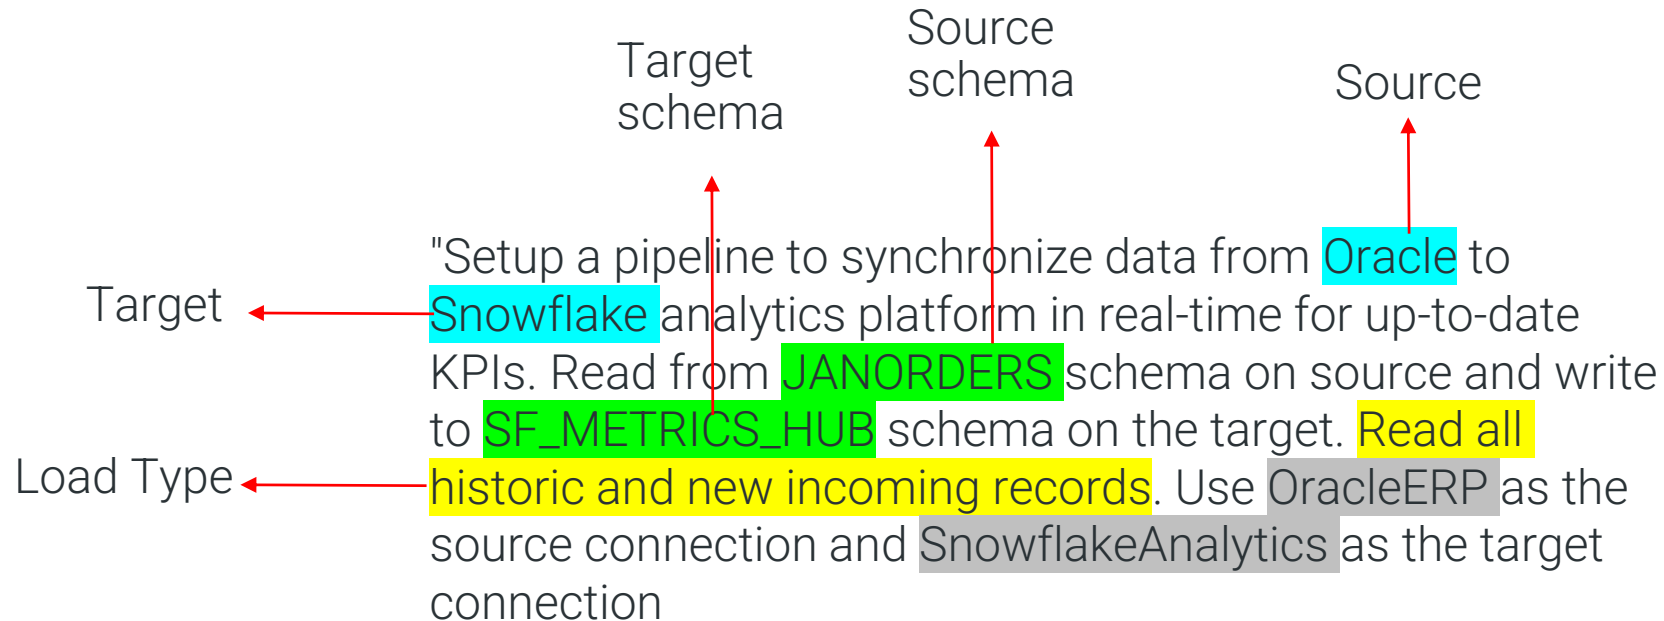 Source
schema
Target
schema
Source
"Setup a pipeline to synchronize data from Oracle to
Target
Snowflake analytics platform in real-time for up-to-date
KPIs. Read from JANORDERS schema on source and write
to SF_METRICS_HUB schema on the target. Read all
Load Type
historic and new incoming records. Use OracleERP as the
source connection and SnowflakeAnalytics as the target
connection